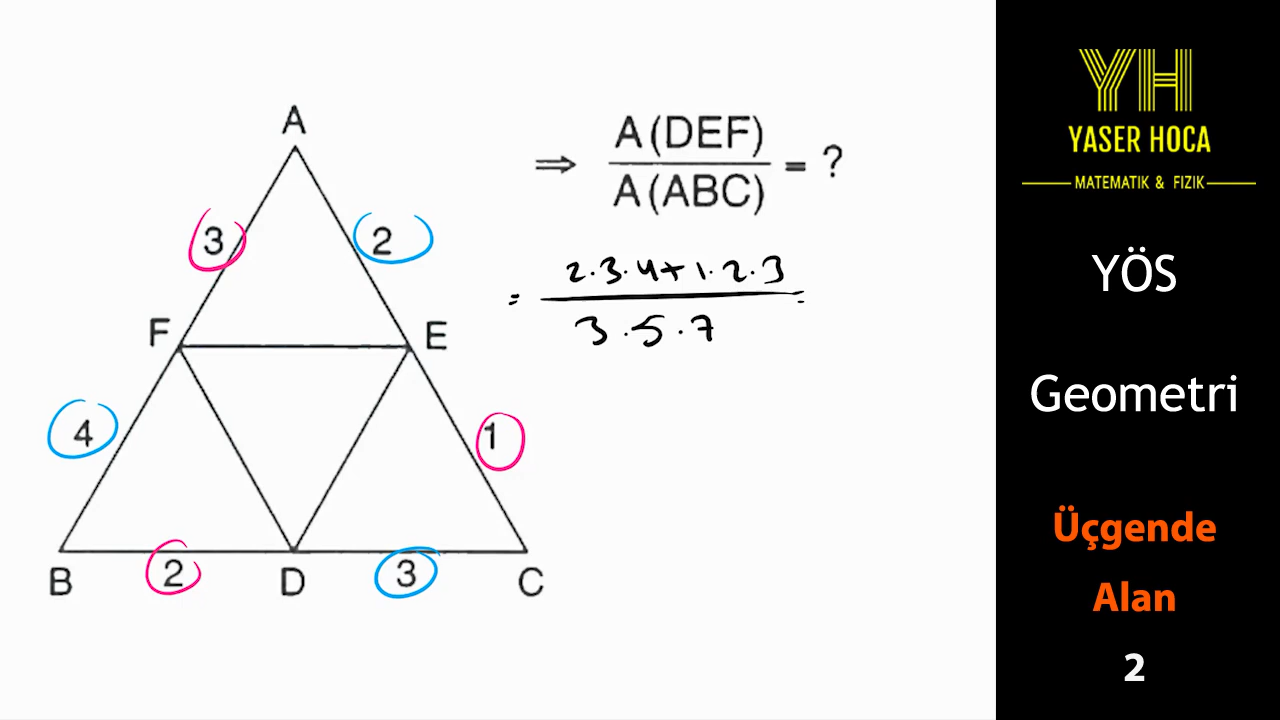 A
3
2
F
E
4
1
B
2
D
3
C
⇒ A(DEF)
A(ABC) = ?
= 2.3.4+1.2.3
3.5.7 =
YH
YASER HOCA
MATEMATIK & FIZIK
YÖS
Geometri
Üçgende
Alan
2